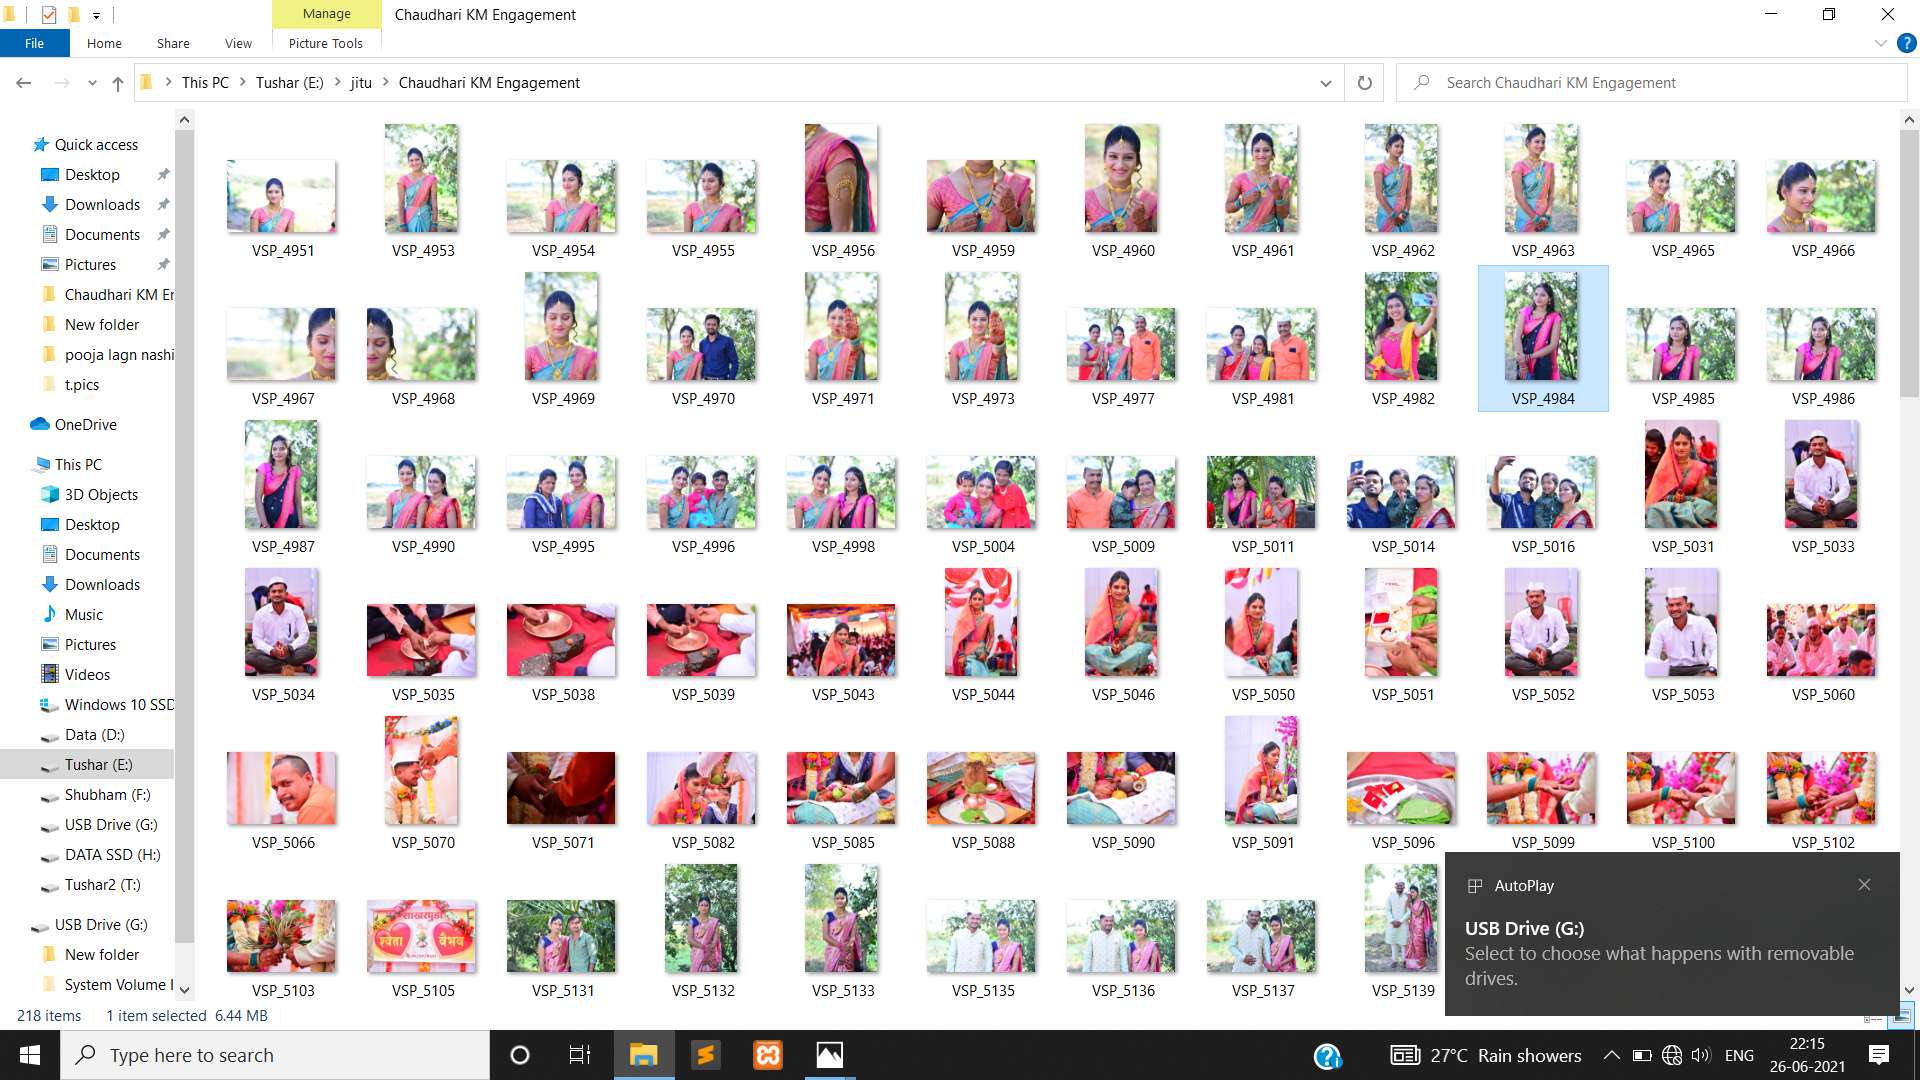 Manage
Chaudhari KM Engagement
File
Home
Share
View
Picture Tools
This PC
Tushar (E:)
jitu
Chaudhari KM Engagement
Search Chaudhari KM Engagement
Quick access
Desktop
Downloads
Documents
Pictures
Chaudhari KM Er
New folder
pooja lagn nashi
t.pics
OneDrive
This PC
3D Objects
Desktop
Documents
Downloads
Music
Pictures
Videos
Windows 10 SSD
Data (D:)
Tushar (E:)
Shubham (F:)
USB Drive (G:)
DATA SSD (H:)
Tushar2 (T:)
USB Drive (G:)
New folder
System Volume I
VSP_4951 VSP_4953 VSP_4954 VSP_4955 VSP_4956 VSP_4959 VSP_4960 VSP_4961 VSP_4962 VSP_4963 VSP_4965 VSP_4966
VSP_4967 VSP_4968 VSP_4969 VSP_4970 VSP_4971 VSP_4973 VSP_4977 VSP_4981 VSP_4982 VSP_4984 VSP_4985 VSP_4986
VSP_4987 VSP_4990 VSP_4995 VSP_4996 VSP_4998 VSP_5004 VSP_5009 VSP_5011 VSP_5014 VSP_5016 VSP_5031 VSP_5033
VSP_5034 VSP_5035 VSP_5038 VSP_5039 VSP_5043 VSP_5044 VSP_5046 VSP_5050 VSP_5051 VSP_5052 VSP_5053 VSP_5060
VSP_5066 VSP_5070 VSP_5071 VSP_5082 VSP_5085 VSP_5088 VSP_5090 VSP_5091 VSP_5096 VSP_5099 VSP_5100 VSP_5102
साखरपुडा
श्वेता वैभव
VSP_5103 VSP_5105 VSP_5131 VSP_5132 VSP_5133 VSP_5135 VSP_5136 VSP_5137 VSP_5139
AutoPlay
USB Drive (G:)
Select to choose what happens with removable
drives.
218 items 1 item selected 6.44 MB
Type here to search
27°C Rain showers
ENG
22:15
26-06-2021